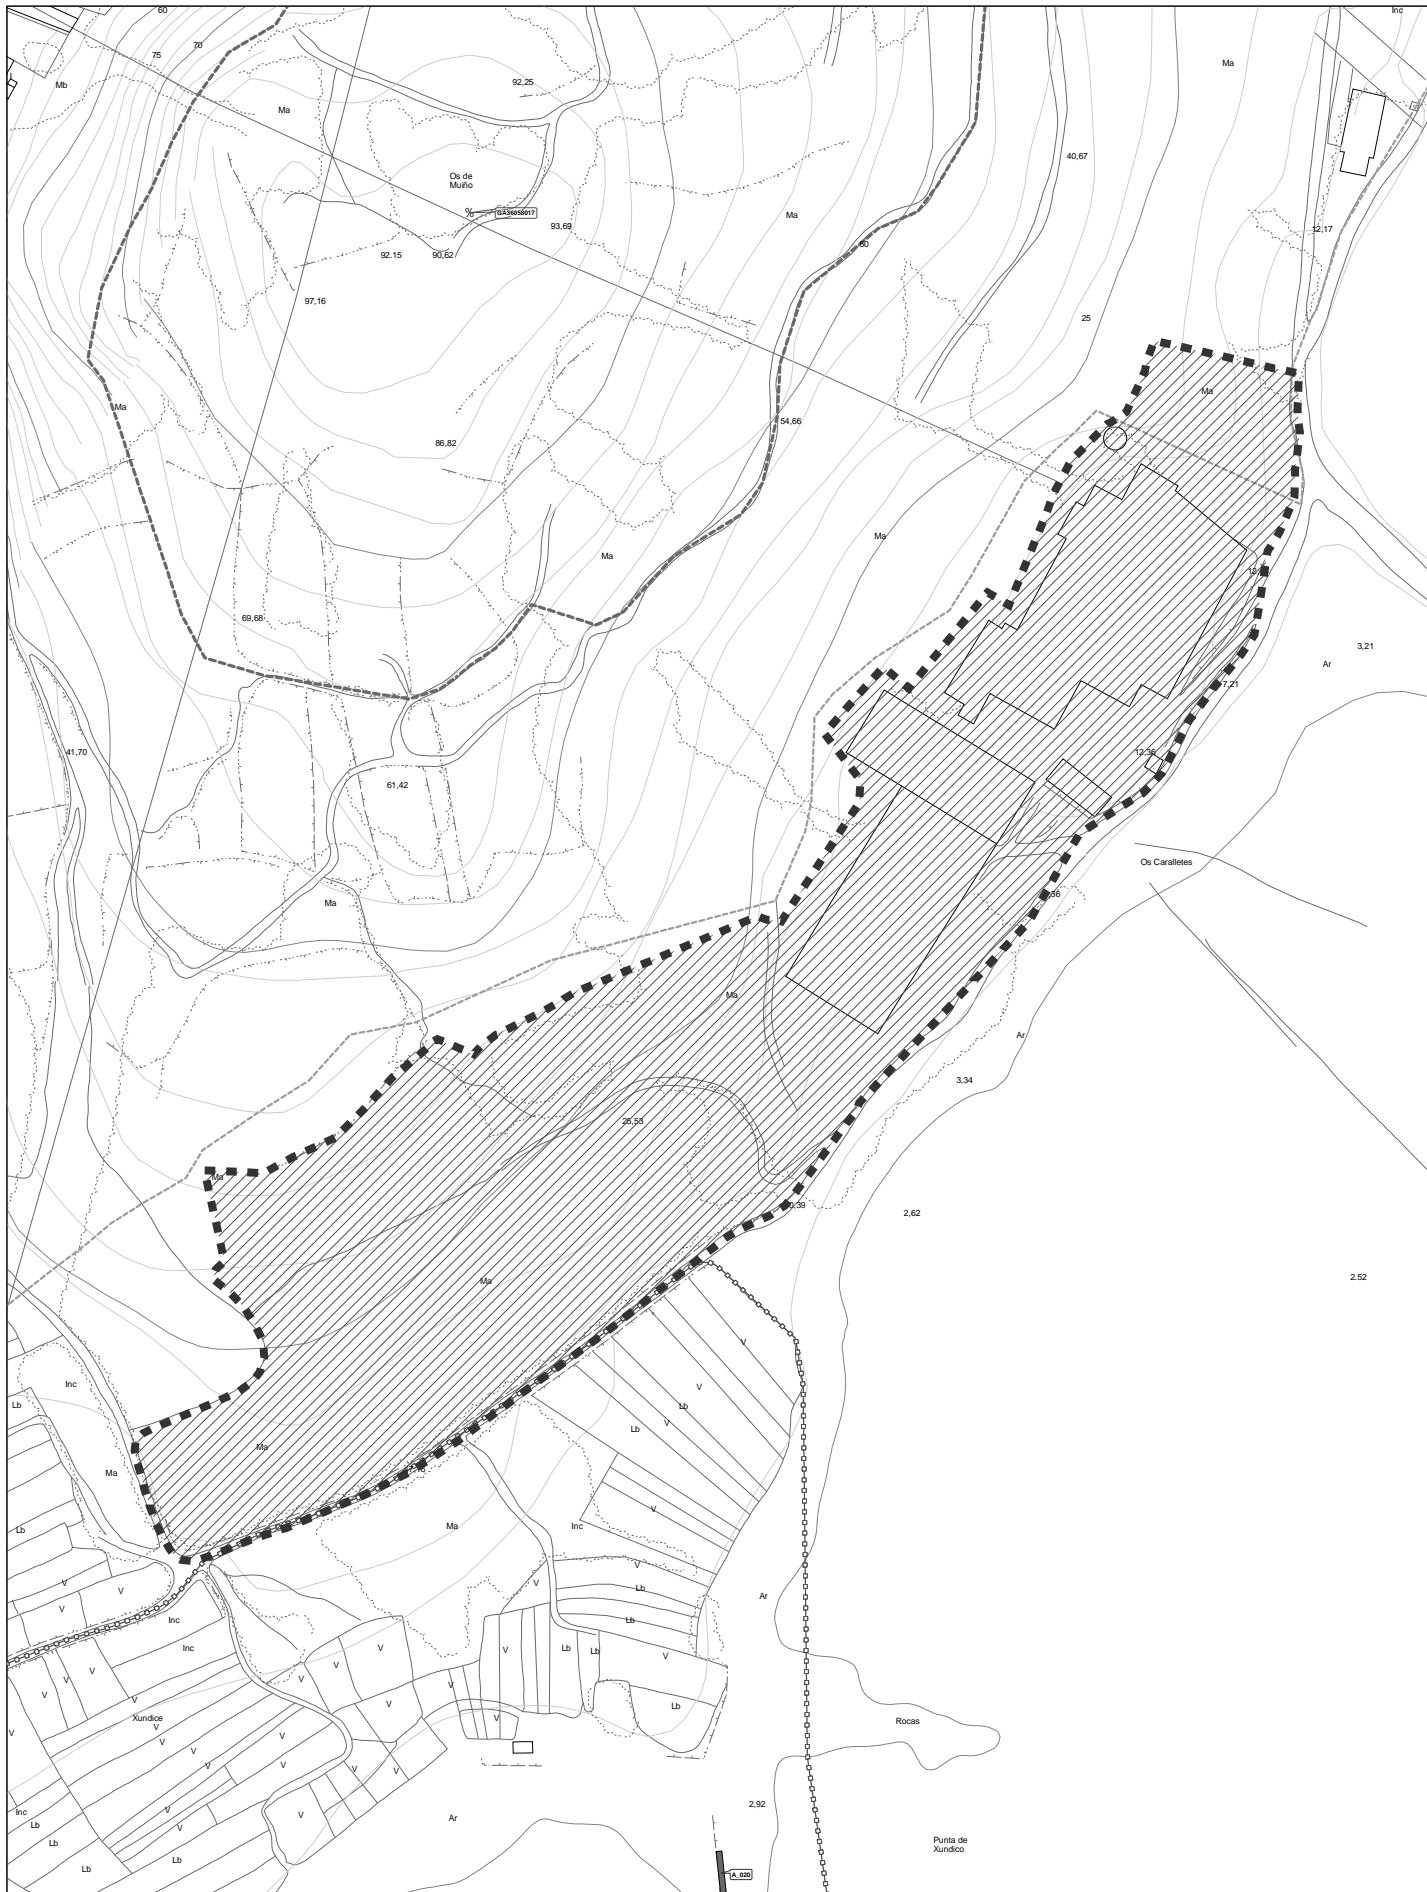 60
Inc
70
75
Ma
Mb
92,25
Ma
40,67
Os de
Muiño
GA36058017
Ma
93,69
12,17
92.15
90,62
60
97,16
25
Ma
Ma
54,66
86,82
Ma
Ma
69,68
3,21
Ar
7,21
41,70
12,36
61,42
Os Caralletes
Ma
Ma
Ar
3,34
25,53
Ma
2,62
2.52
Ma
V
Inc
V
Lb
Lb
V
Lb
Ma
Ma
V
Ma
Inc
Lb
V
V
V
V
Lb
Ar
V
Inc
Lb
Inc
V
V
Lb
Lb
V
V
V
V
V
V
V
Lb
V
V
V
Xundice
V
V
Rocas
V
V
V
V
V
V
V
2,92
Inc
V
V
Ar
Lb
V
Lb
Punta de
Xundico
Lb
Lb
A_020